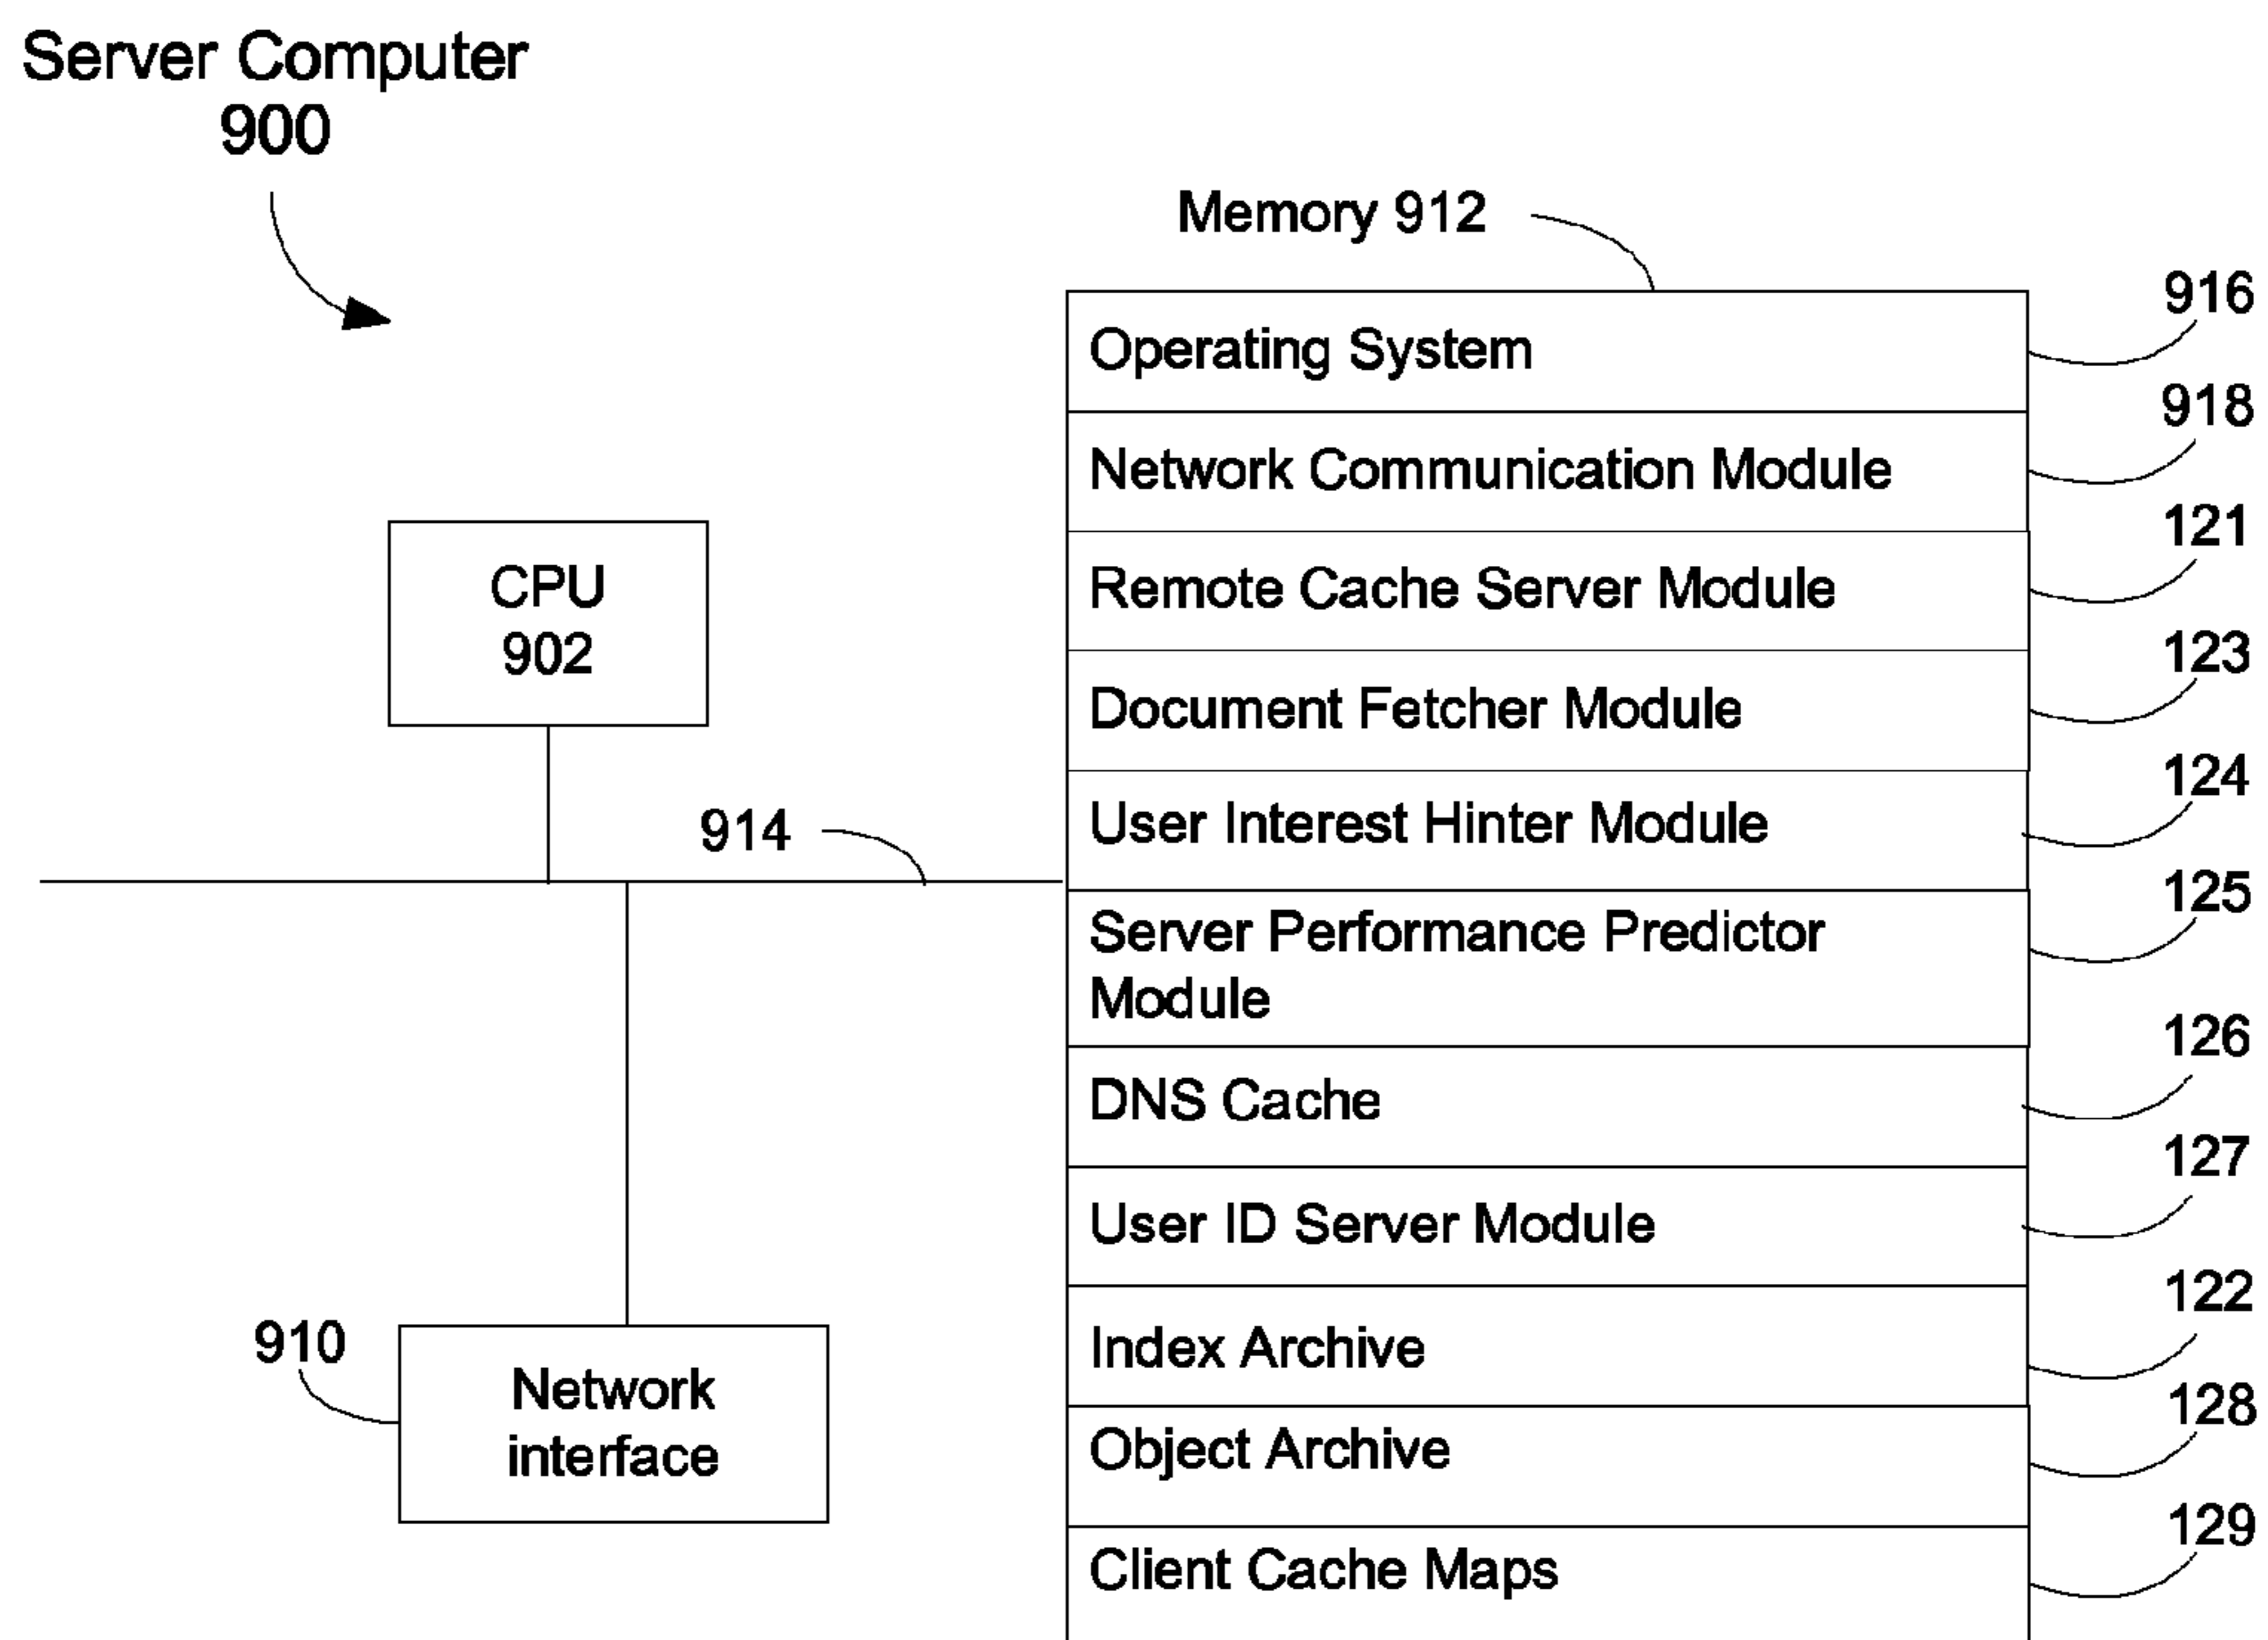 Server Computer
900
Memory 912
Operating System
916
Network Communication Module
918
Remote Cache Server Module
121
Document Fetcher Module
123
User Interest Hinter Module
124
Server Performance Predictor
Module
125
DNS Cache
126
User ID Server Module
127
Index Archive
122
Object Archive
128
Client Cache Maps
129
CPU
902
914
910
Network
interface